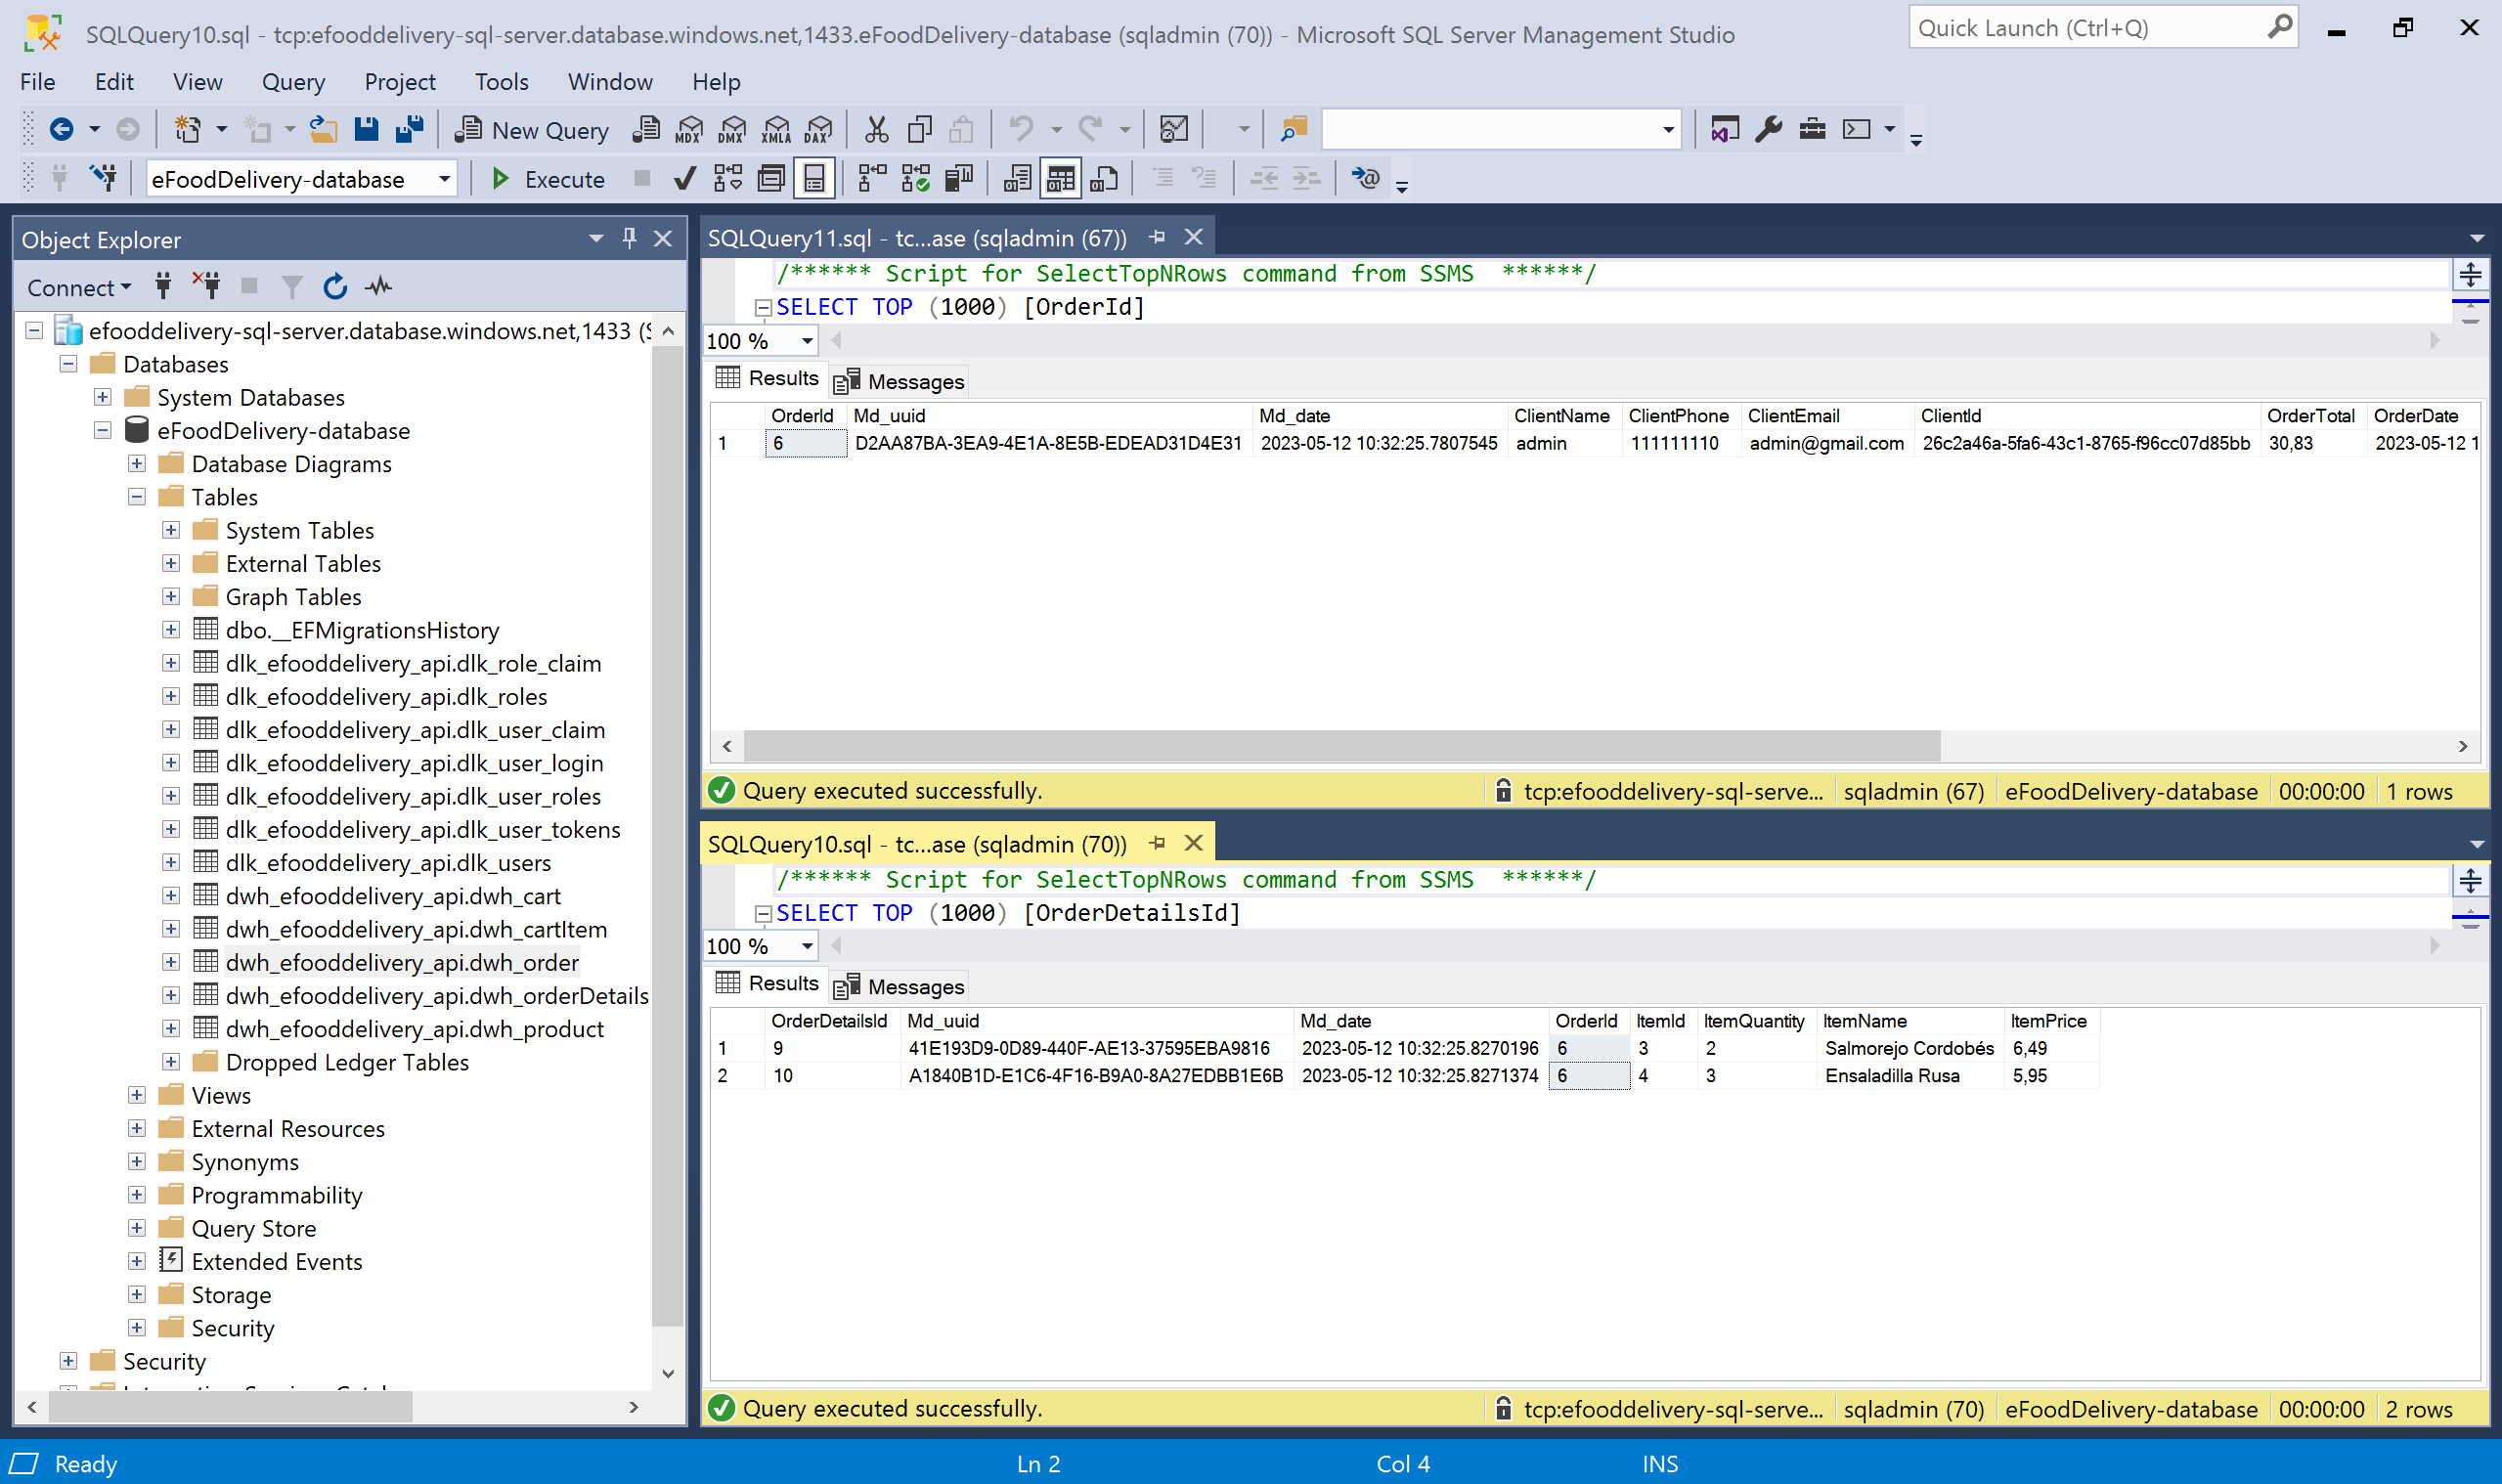 SQLQuery10.sql - tcp:efooddelivery-sql-server.database.windows.net,1433.eFoodDelivery-database (sqladmin (70)) - Microsoft SQL Server Management Studio
Quick Launch (Ctrl+Q)
File Edit View Query Project Tools Window Help
New Query MDX DMX XMLA DAX
eFoodDelivery-database Execute
Object Explorer
Connect
efooddelivery-sql-server.database.windows.net,1433 (S
Databases
System Databases
eFoodDelivery-database
Database Diagrams
Tables
System Tables
External Tables
Graph Tables
dbo.__EFMigrationsHistory
dlk_efooddelivery_api.dlk_role_claim
dlk_efooddelivery_api.dlk_roles
dlk_efooddelivery_api.dlk_user_claim
dlk_efooddelivery_api.dlk_user_login
dlk_efooddelivery_api.dlk_user_roles
dlk_efooddelivery_api.dlk_user_tokens
dlk_efooddelivery_api.dlk_users
dwh_efooddelivery_api.dwh_cart
dwh_efooddelivery_api.dwh_cartItem
dwh_efooddelivery_api.dwh_order
dwh_efooddelivery_api.dwh_orderDetails
dwh_efooddelivery_api.dwh_product
Dropped Ledger Tables
Views
External Resources
Synonyms
Programmability
Query Store
Extended Events
Storage
Security
Security
SQLQuery11.sql - tc...ase (sqladmin (67))
/****** Script for SelectTopNRows command from SSMS  ******/
SELECT TOP (1000) [OrderId]
100 %
Results Messages
OrderId Md_uuid Md_date ClientName ClientPhone ClientEmail ClientId OrderTotal OrderDate
1 6 D2AA87BA-3EA9-4E1A-8E5B-EDEAD31D4E31 2023-05-12 10:32:25.7807545 admin 111111110 admin@gmail.com 26c2a46a-5fa6-43c1-8765-f96cc07d85bb 30,83 2023-05-12 1
Query executed successfully. tcp:efooddelivery-sql-serve... sqladmin (67) eFoodDelivery-database 00:00:00 1 rows
SQLQuery10.sql - tc...ase (sqladmin (70))
/****** Script for SelectTopNRows command from SSMS  ******/
SELECT TOP (1000) [OrderDetailsId]
100 %
Results Messages
OrderDetailsId Md_uuid Md_date OrderId ItemId ItemQuantity ItemName ItemPrice
1 9 41E193D9-0D89-440F-AE13-37595EBA9816 2023-05-12 10:32:25.8270196 6 3 2 Salmorejo Cordobés 6,49
2 10 A1840B1D-E1C6-4F16-B9A0-8A27EDBB1E6B 2023-05-12 10:32:25.8271374 6 4 3 Ensaladilla Rusa 5,95
Query executed successfully. tcp:efooddelivery-sql-serve... sqladmin (70) eFoodDelivery-database 00:00:00 2 rows
Ready Ln 2 Col 4 INS